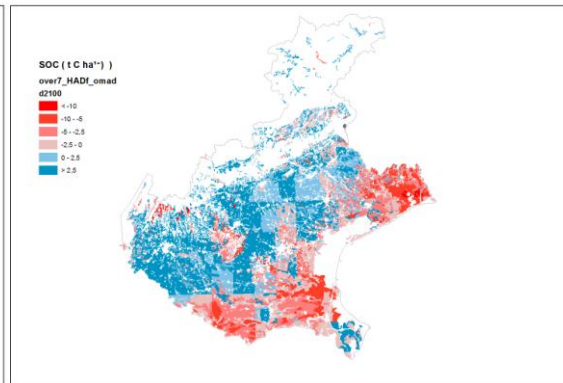 SOC ( t C ha⁻¹ )
over7_HADf_omad
d2100
< -10
-10 - -5
-5 - -2,5
-2,5 - 0
0 - 2,5
> 2,5